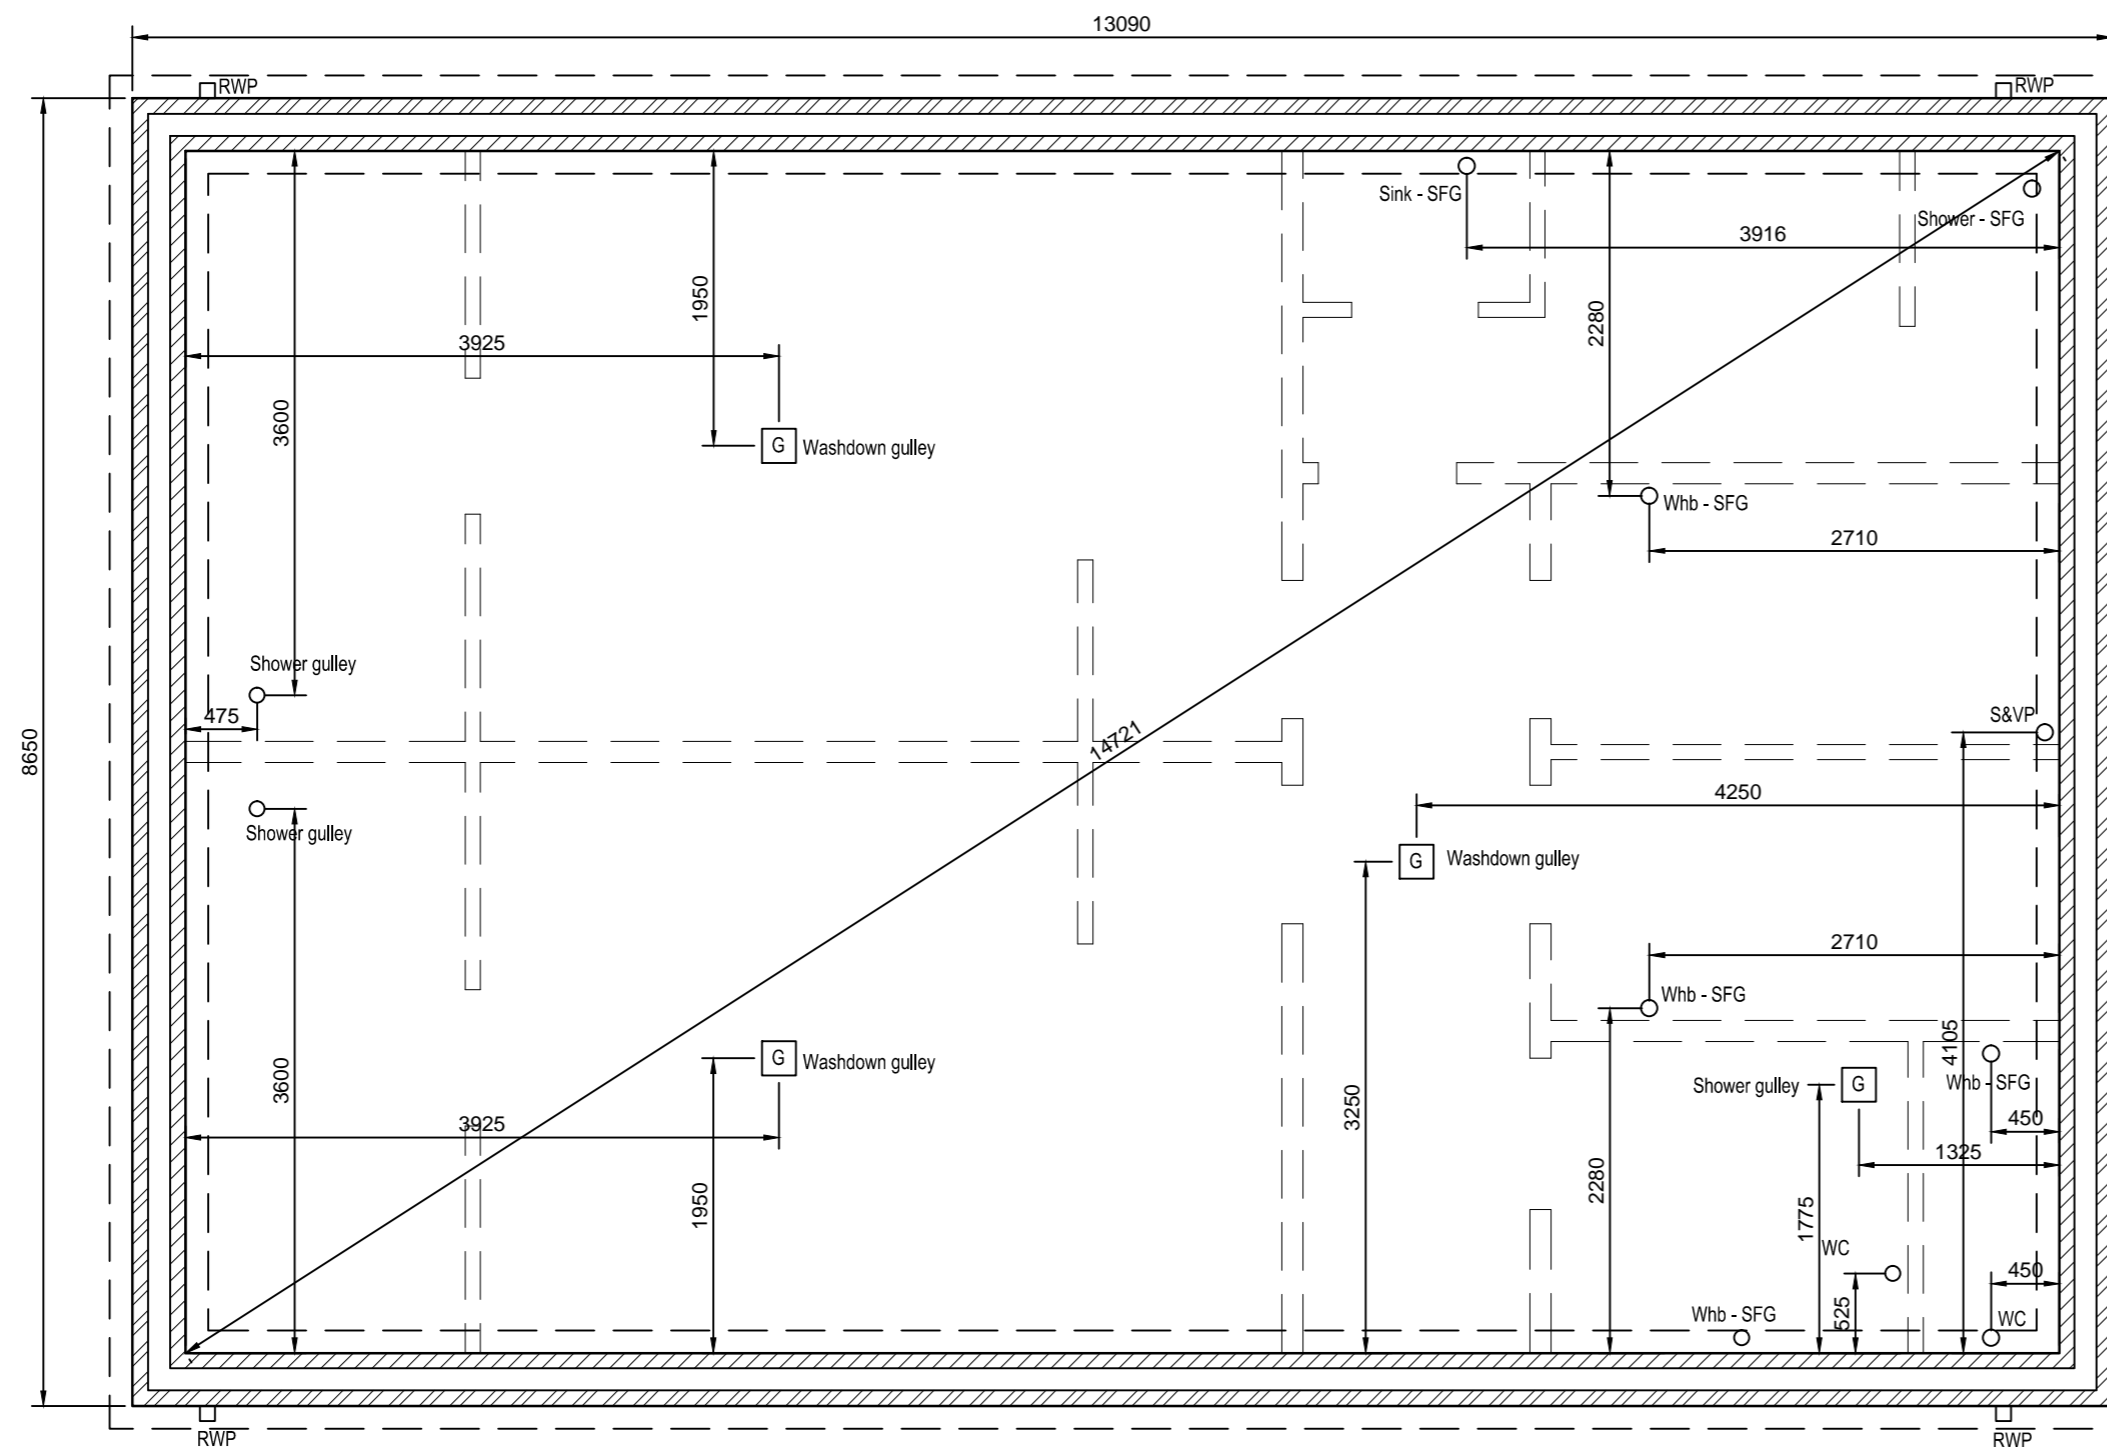 13090
RWP
RWP
Sink - SFG
Shower - SFG
3916
1950
2280
3925
3600
G
Washdown gulley
Whb - SFG
2710
Shower gulley
475
S&VP
14721
8650
4250
Shower gulley
G
Washdown gulley
2710
Whb - SFG
4105
G
Washdown gulley
3600
3250
Shower gulley
G
Whb - SFG
450
3925
2280
1325
1950
1775
WC
450
525
Whb - SFG
WC
RWP
RWP